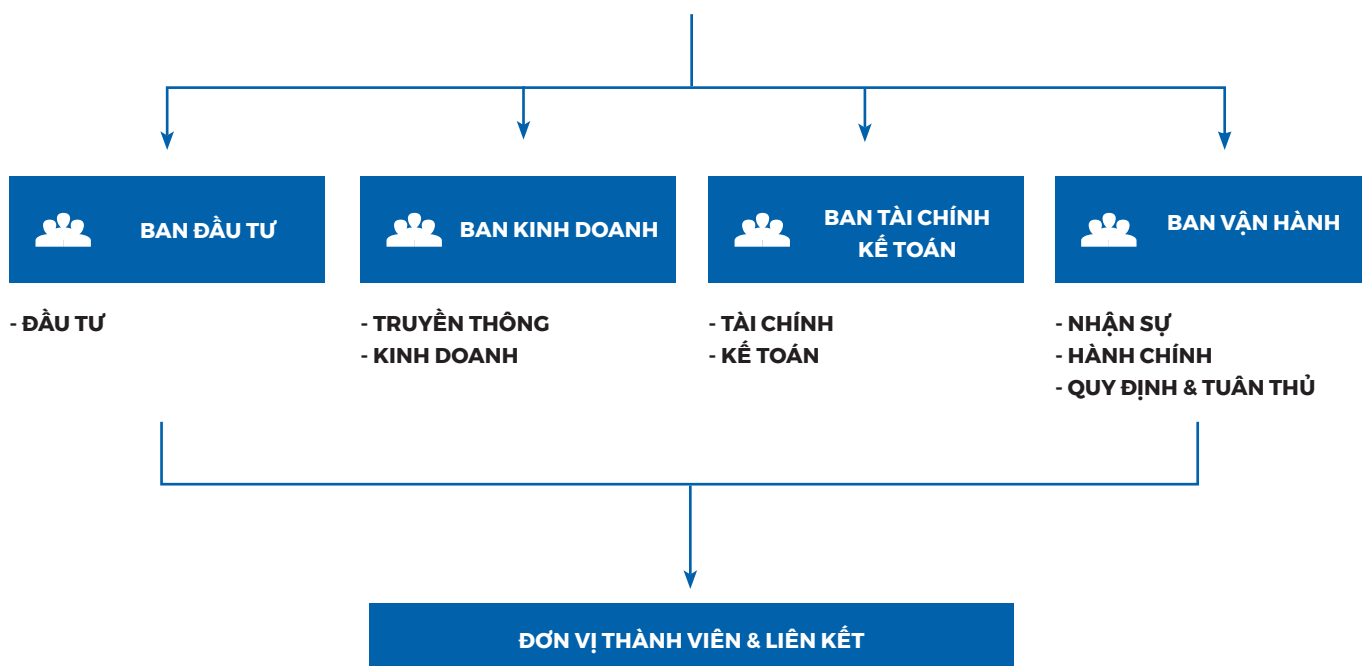 BAN ĐẦU TƯ
- ĐẦU TƯ
BAN KINH DOANH
- TRUYỀN THÔNG
- KINH DOANH
BAN TÀI CHÍNH
KẾ TOÁN
- TÀI CHÍNH
- KẾ TOÁN
BAN VẬN HÀNH
- NHẬN SỰ
- HÀNH CHÍNH
- QUY ĐỊNH & TUÂN THỦ
ĐƠN VỊ THÀNH VIÊN & LIÊN KẾT